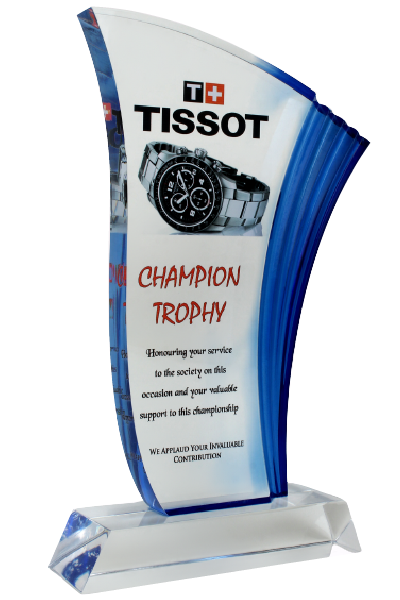 T+
TISSOT
CHAMPION
TROPHY
Honouring your service
to the society on this
occasion and your valuable
support to this championship
WE APPLAUD YOUR INVALUABLE
CONTRIBUTION